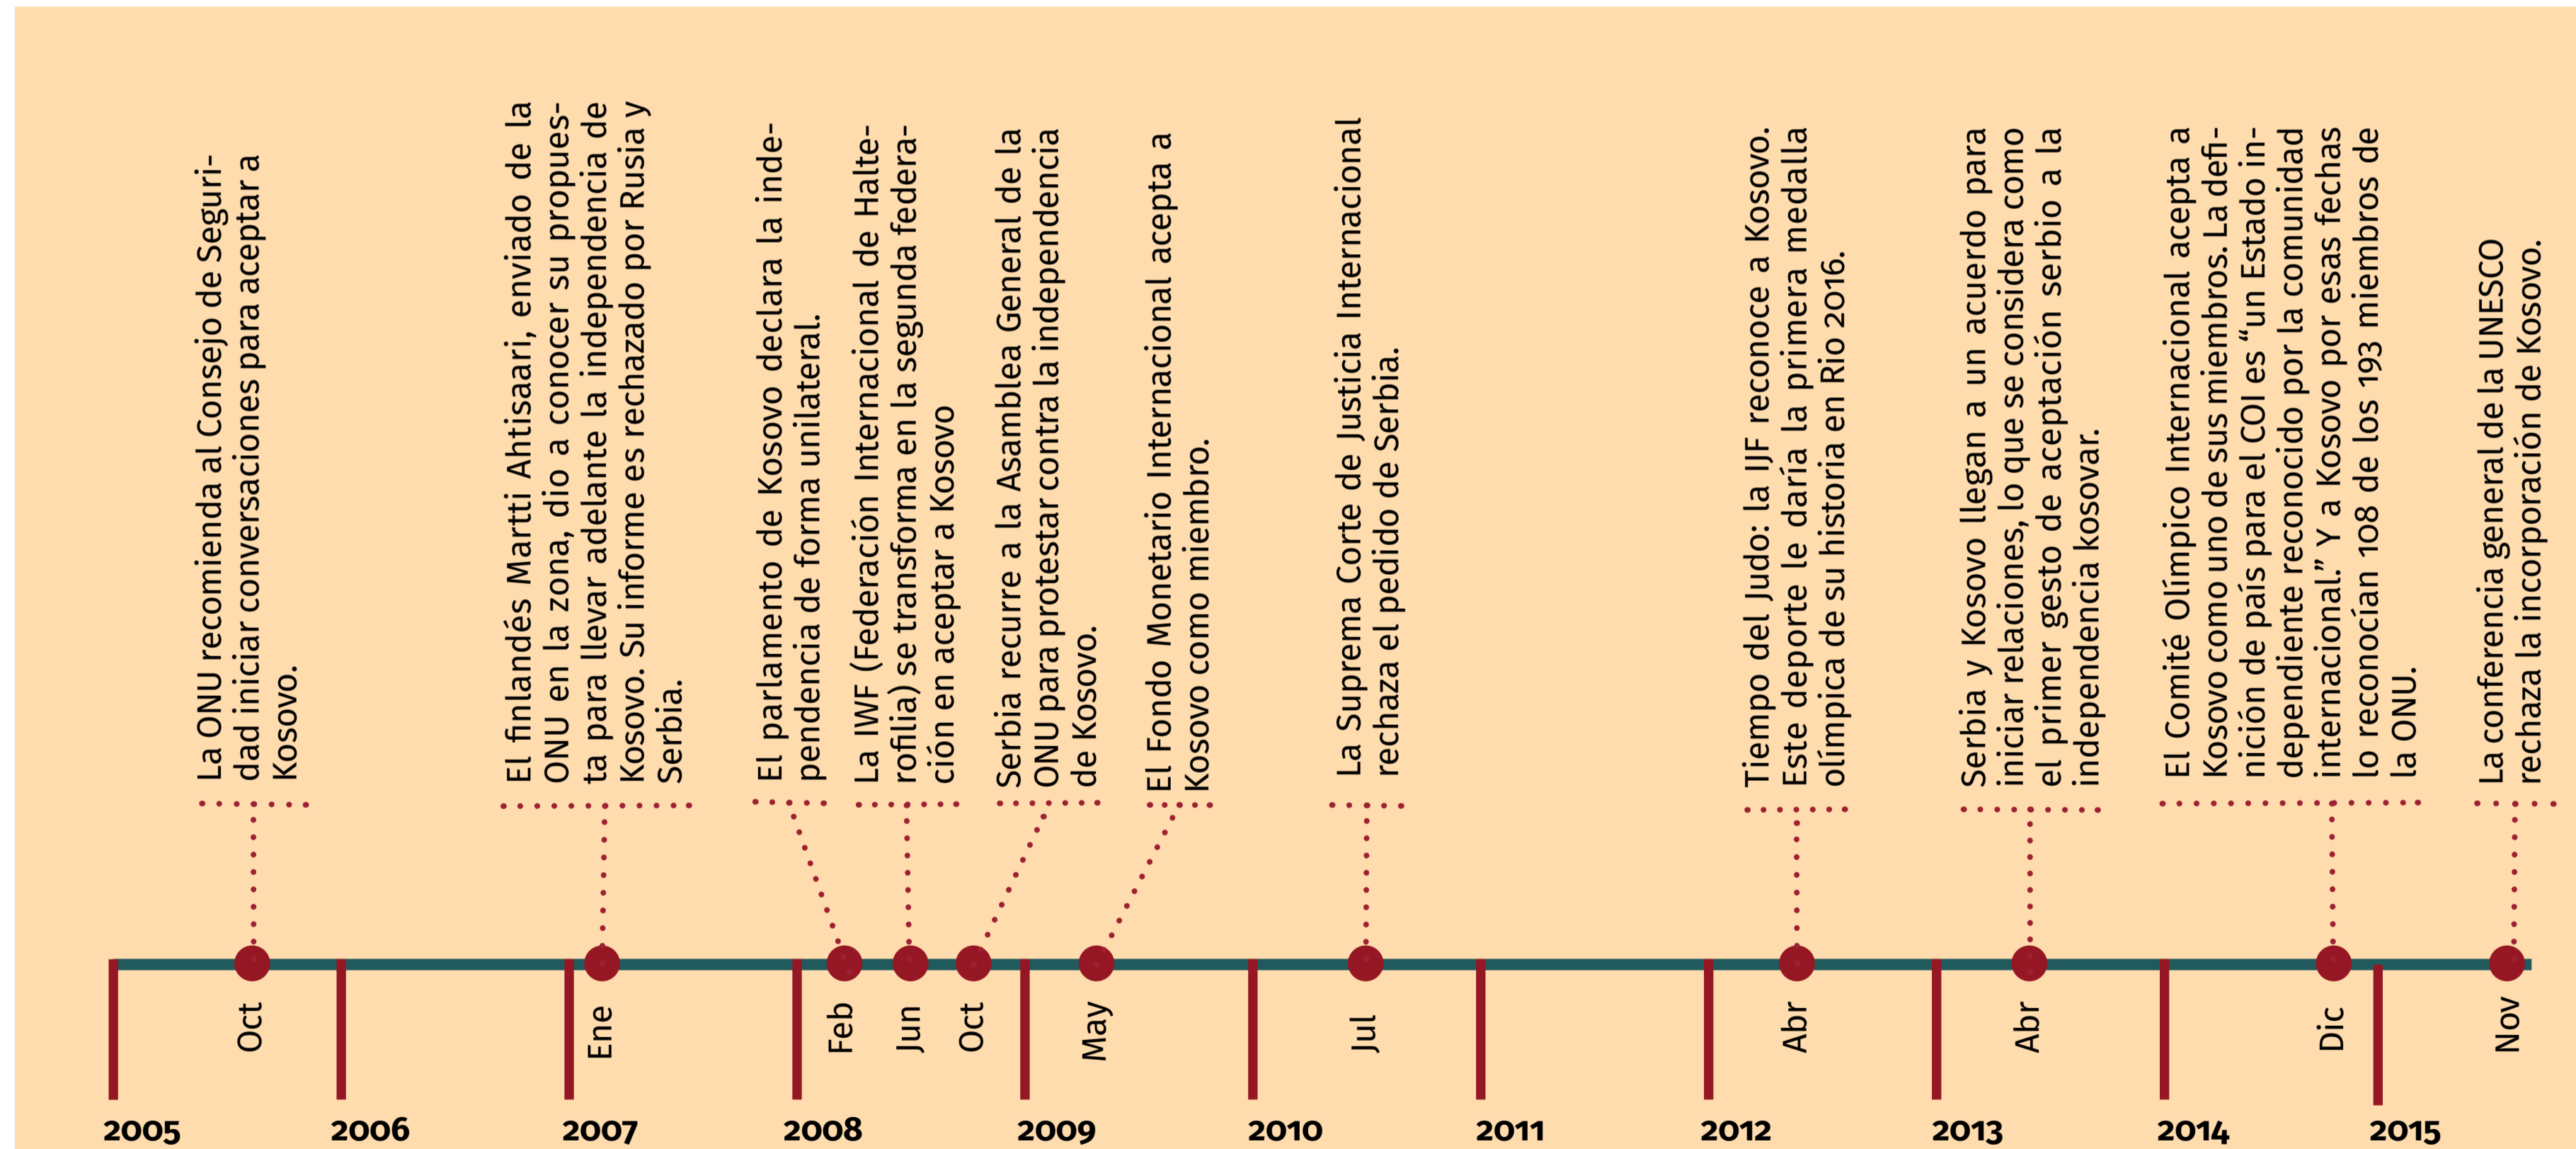 La ONU recomienda al Consejo de Seguri-
dad iniciar conversaciones para aceptar a
Kosovo.
El finlandés Martti Ahtisaari, enviado de la
ONU en la zona, dio a conocer su propues-
ta para llevar adelante la independencia de
Kosovo. Su informe es rechazado por Rusia y
Serbia.
El parlamento de Kosovo declara la inde-
pendencia de forma unilateral.
La IWF (Federación Internacional de Halte-
rofilia) se transforma en la segunda federa-
ción en aceptar a Kosovo
Serbia recurre a la Asamblea General de la
ONU para protestar contra la independencia
de Kosovo.
El Fondo Monetario Internacional acepta a
Kosovo como miembro.
La Suprema Corte de Justicia Internacional
rechaza el pedido de Serbia.
Tiempo del Judo: la IJF reconoce a Kosovo.
Este deporte le daría la primera medalla
olímpica de su historia en Rio 2016.
Serbia y Kosovo llegan a un acuerdo para
iniciar relaciones, lo que se considera como
el primer gesto de aceptación serbio a la
independencia kosovar.
El Comité Olímpico Internacional acepta a
Kosovo como uno de sus miembros. La defi-
nición de país para el COI es “un Estado in-
dependiente reconocido por la comunidad
internacional.” Y a Kosovo por esas fechas
lo reconocían 108 de los 193 miembros de
la ONU.
La conferencia general de la UNESCO
rechaza la incorporación de Kosovo.
Oct
Ene
Feb
Jun
Oct
May
Jul
Abr
Abr
Dic
Nov
2005
2006
2007
2008
2009
2010
2011
2012
2013
2014
2015